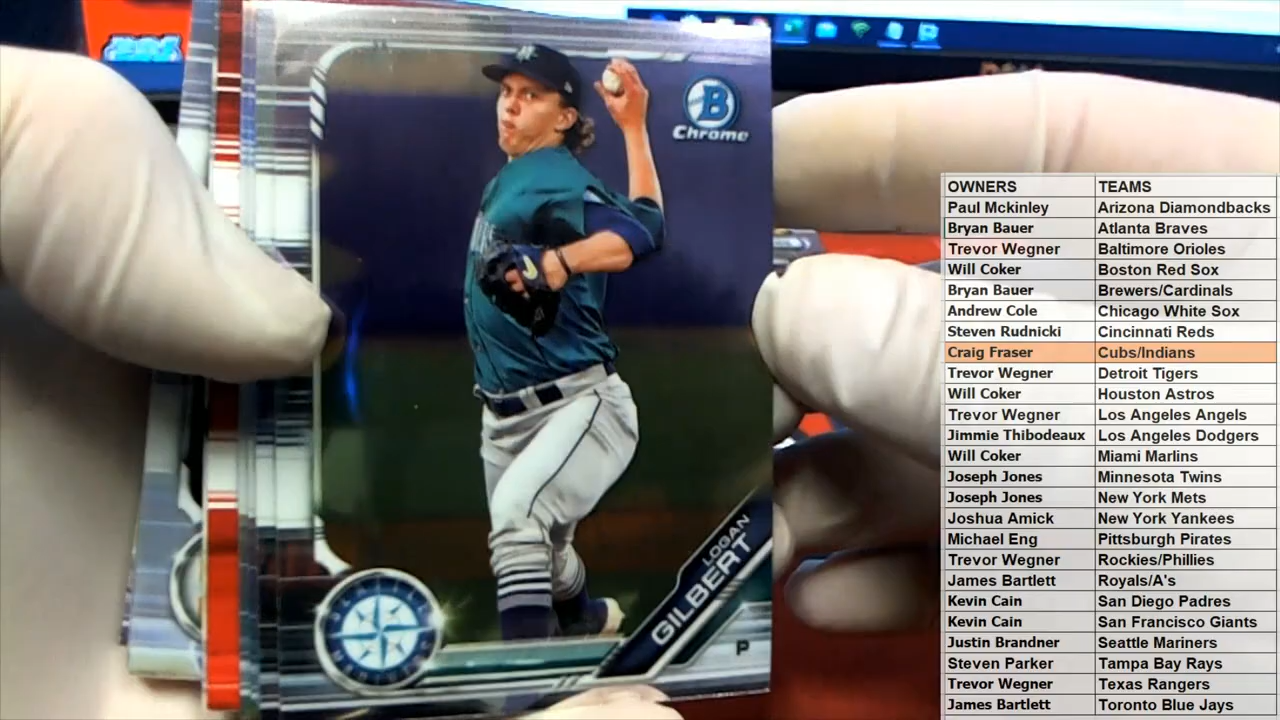 B
Chrome
LOGAN
GILBERT
P
OWNERS TEAMS
Paul Mckinley Arizona Diamondbacks
Bryan Bauer Atlanta Braves
Trevor Wegner Baltimore Orioles
Will Coker Boston Red Sox
Bryan Bauer Brewers/Cardinals
Andrew Cole Chicago White Sox
Steven Rudnicki Cincinnati Reds
Craig Fraser Cubs/Indians
Trevor Wegner Detroit Tigers
Will Coker Houston Astros
Trevor Wegner Los Angeles Angels
Jimmie Thibodeaux Los Angeles Dodgers
Will Coker Miami Marlins
Joseph Jones Minnesota Twins
Joseph Jones New York Mets
Joshua Amick New York Yankees
Michael Eng Pittsburgh Pirates
Trevor Wegner Rockies/Phillies
James Bartlett Royals/A's
Kevin Cain San Diego Padres
Kevin Cain San Francisco Giants
Justin Brandner Seattle Mariners
Steven Parker Tampa Bay Rays
Trevor Wegner Texas Rangers
James Bartlett Toronto Blue Jays